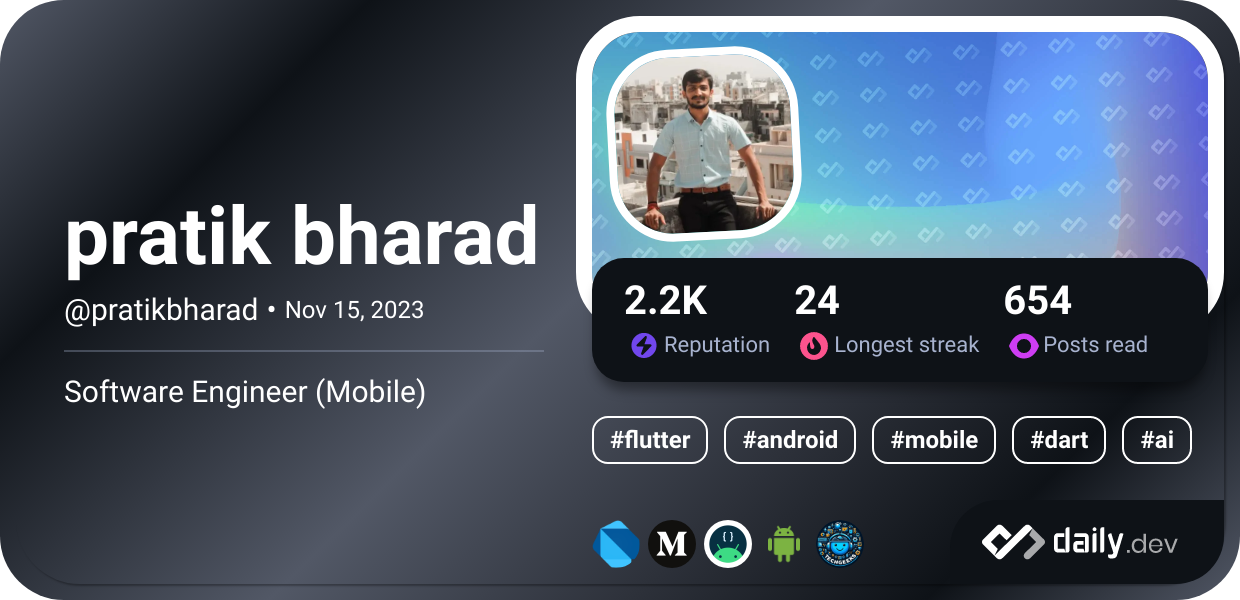 pratik bharad
@pratikbharad • Nov 15, 2023
Software Engineer (Mobile)
2.2K
Reputation
24
Longest streak
654
Posts read
#flutter
#android
#mobile
#dart
#ai
M
{ }
TECHGEEKS
daily.dev